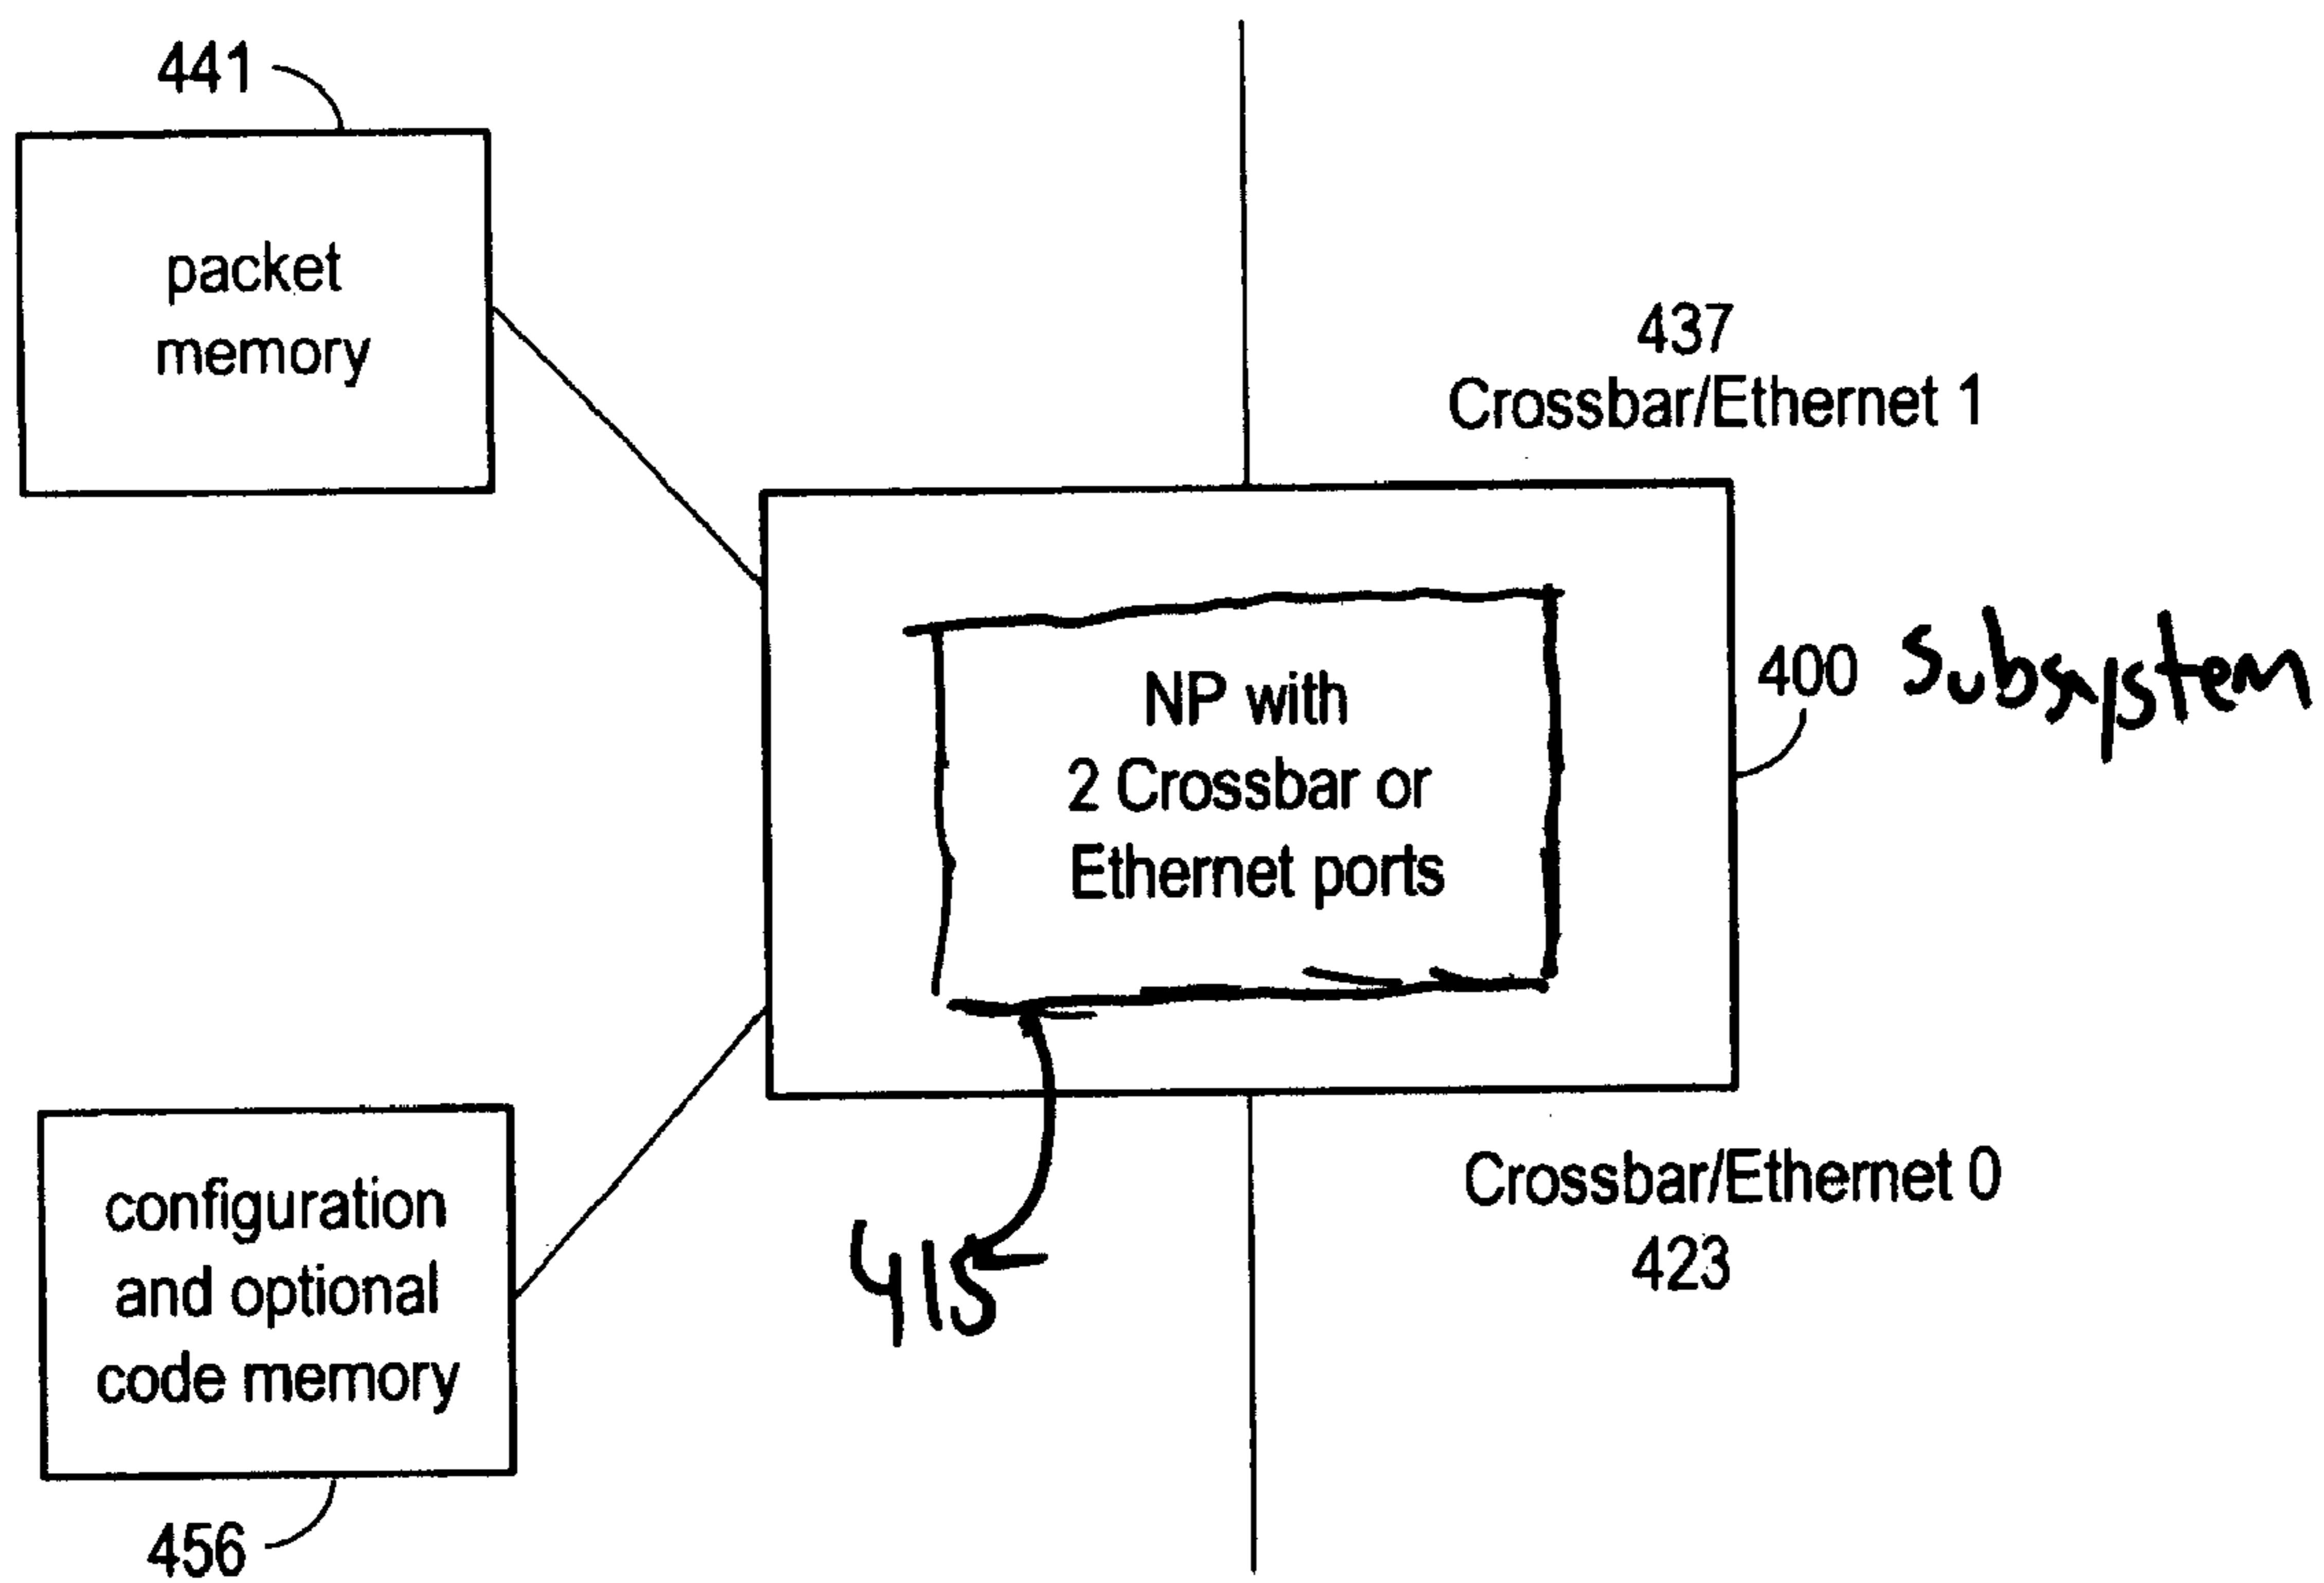 441
packet
memory
437
Crossbar/Ethernet 1
NP with
2 Crossbar or
Ethernet ports
400 Subsystem
configuration
and optional
code memory
456
415
Crossbar/Ethernet 0
423